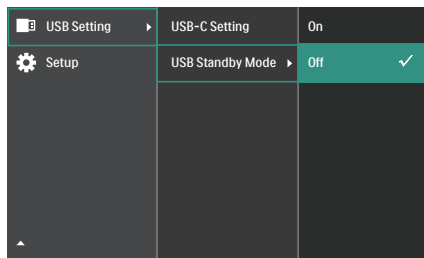 USB Setting
USB-C Setting
On
Setup
USB Standby Mode
Off